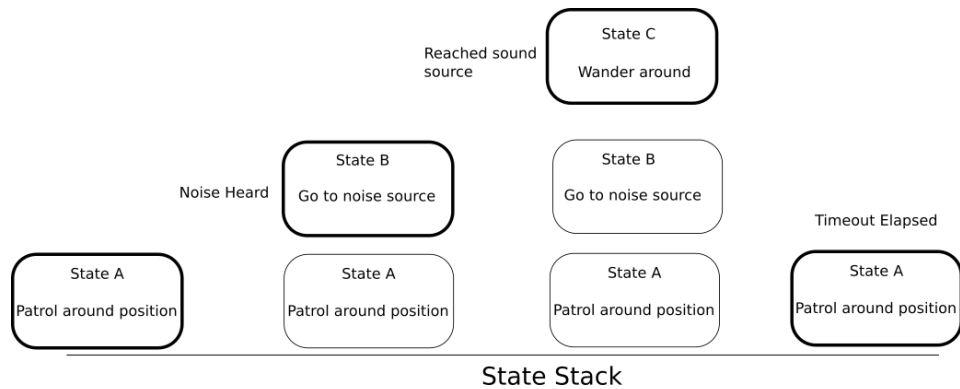 State C
Reached sound
source
Wander around
State B
Go to noise source
Noise Heard
State B
Go to noise source
Timeout Elapsed
State A
Patrol around position
State A
Patrol around position
State A
Patrol around position
State A
Patrol around position
State Stack